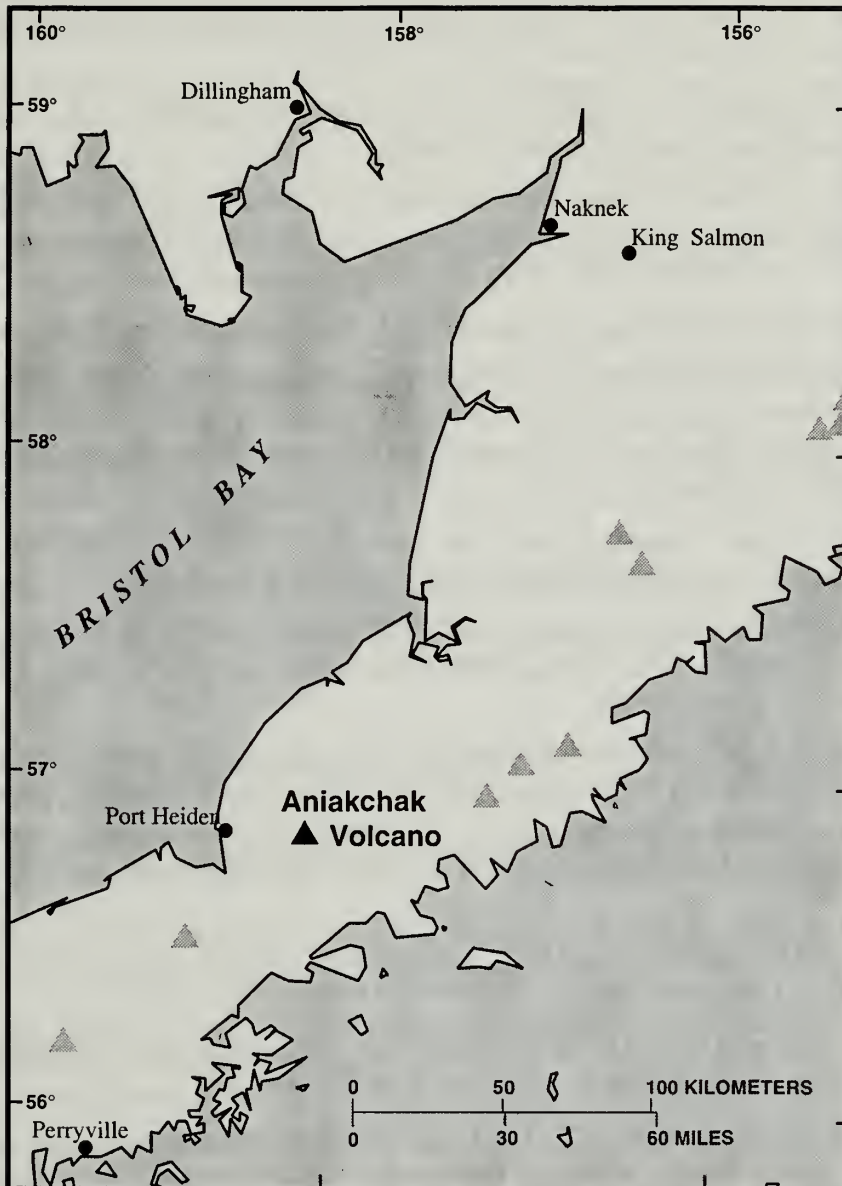 160° 158° 156°
Dillingham
59°
Naknek
King Salmon
58°
BRISTOL BAY
57°
Aniakchak
Port Heiden
Volcano
56°
0 50 100 KILOMETERS
0 30 60 MILES
Perryville